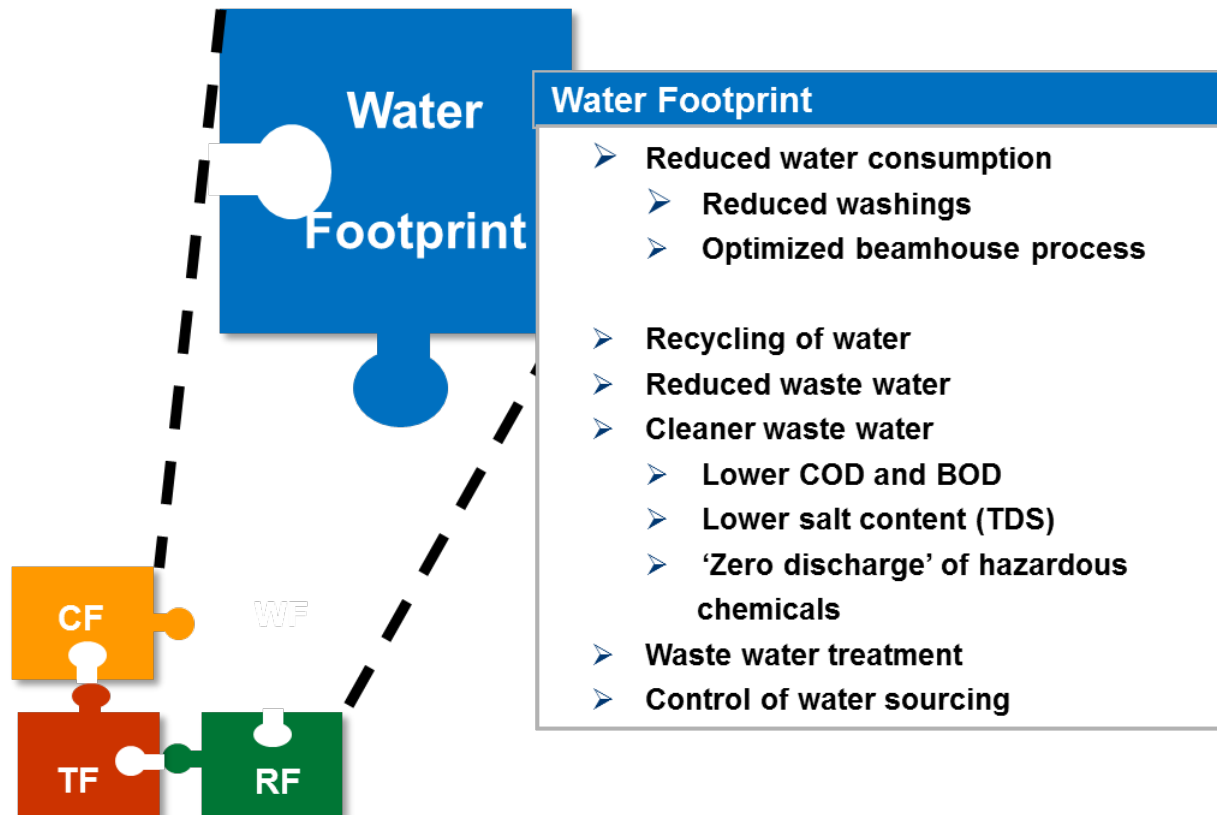 Water
Footprint
Water Footprint
➢ Reduced water consumption
➢ Reduced washings
➢ Optimized beamhouse process
➢ Recycling of water
➢ Reduced waste water
➢ Cleaner waste water
➢ Lower COD and BOD
➢ Lower salt content (TDS)
➢ ‘Zero discharge’ of hazardous
chemicals
➢ Waste water treatment
➢ Control of water sourcing
CF
WF
TF
RF